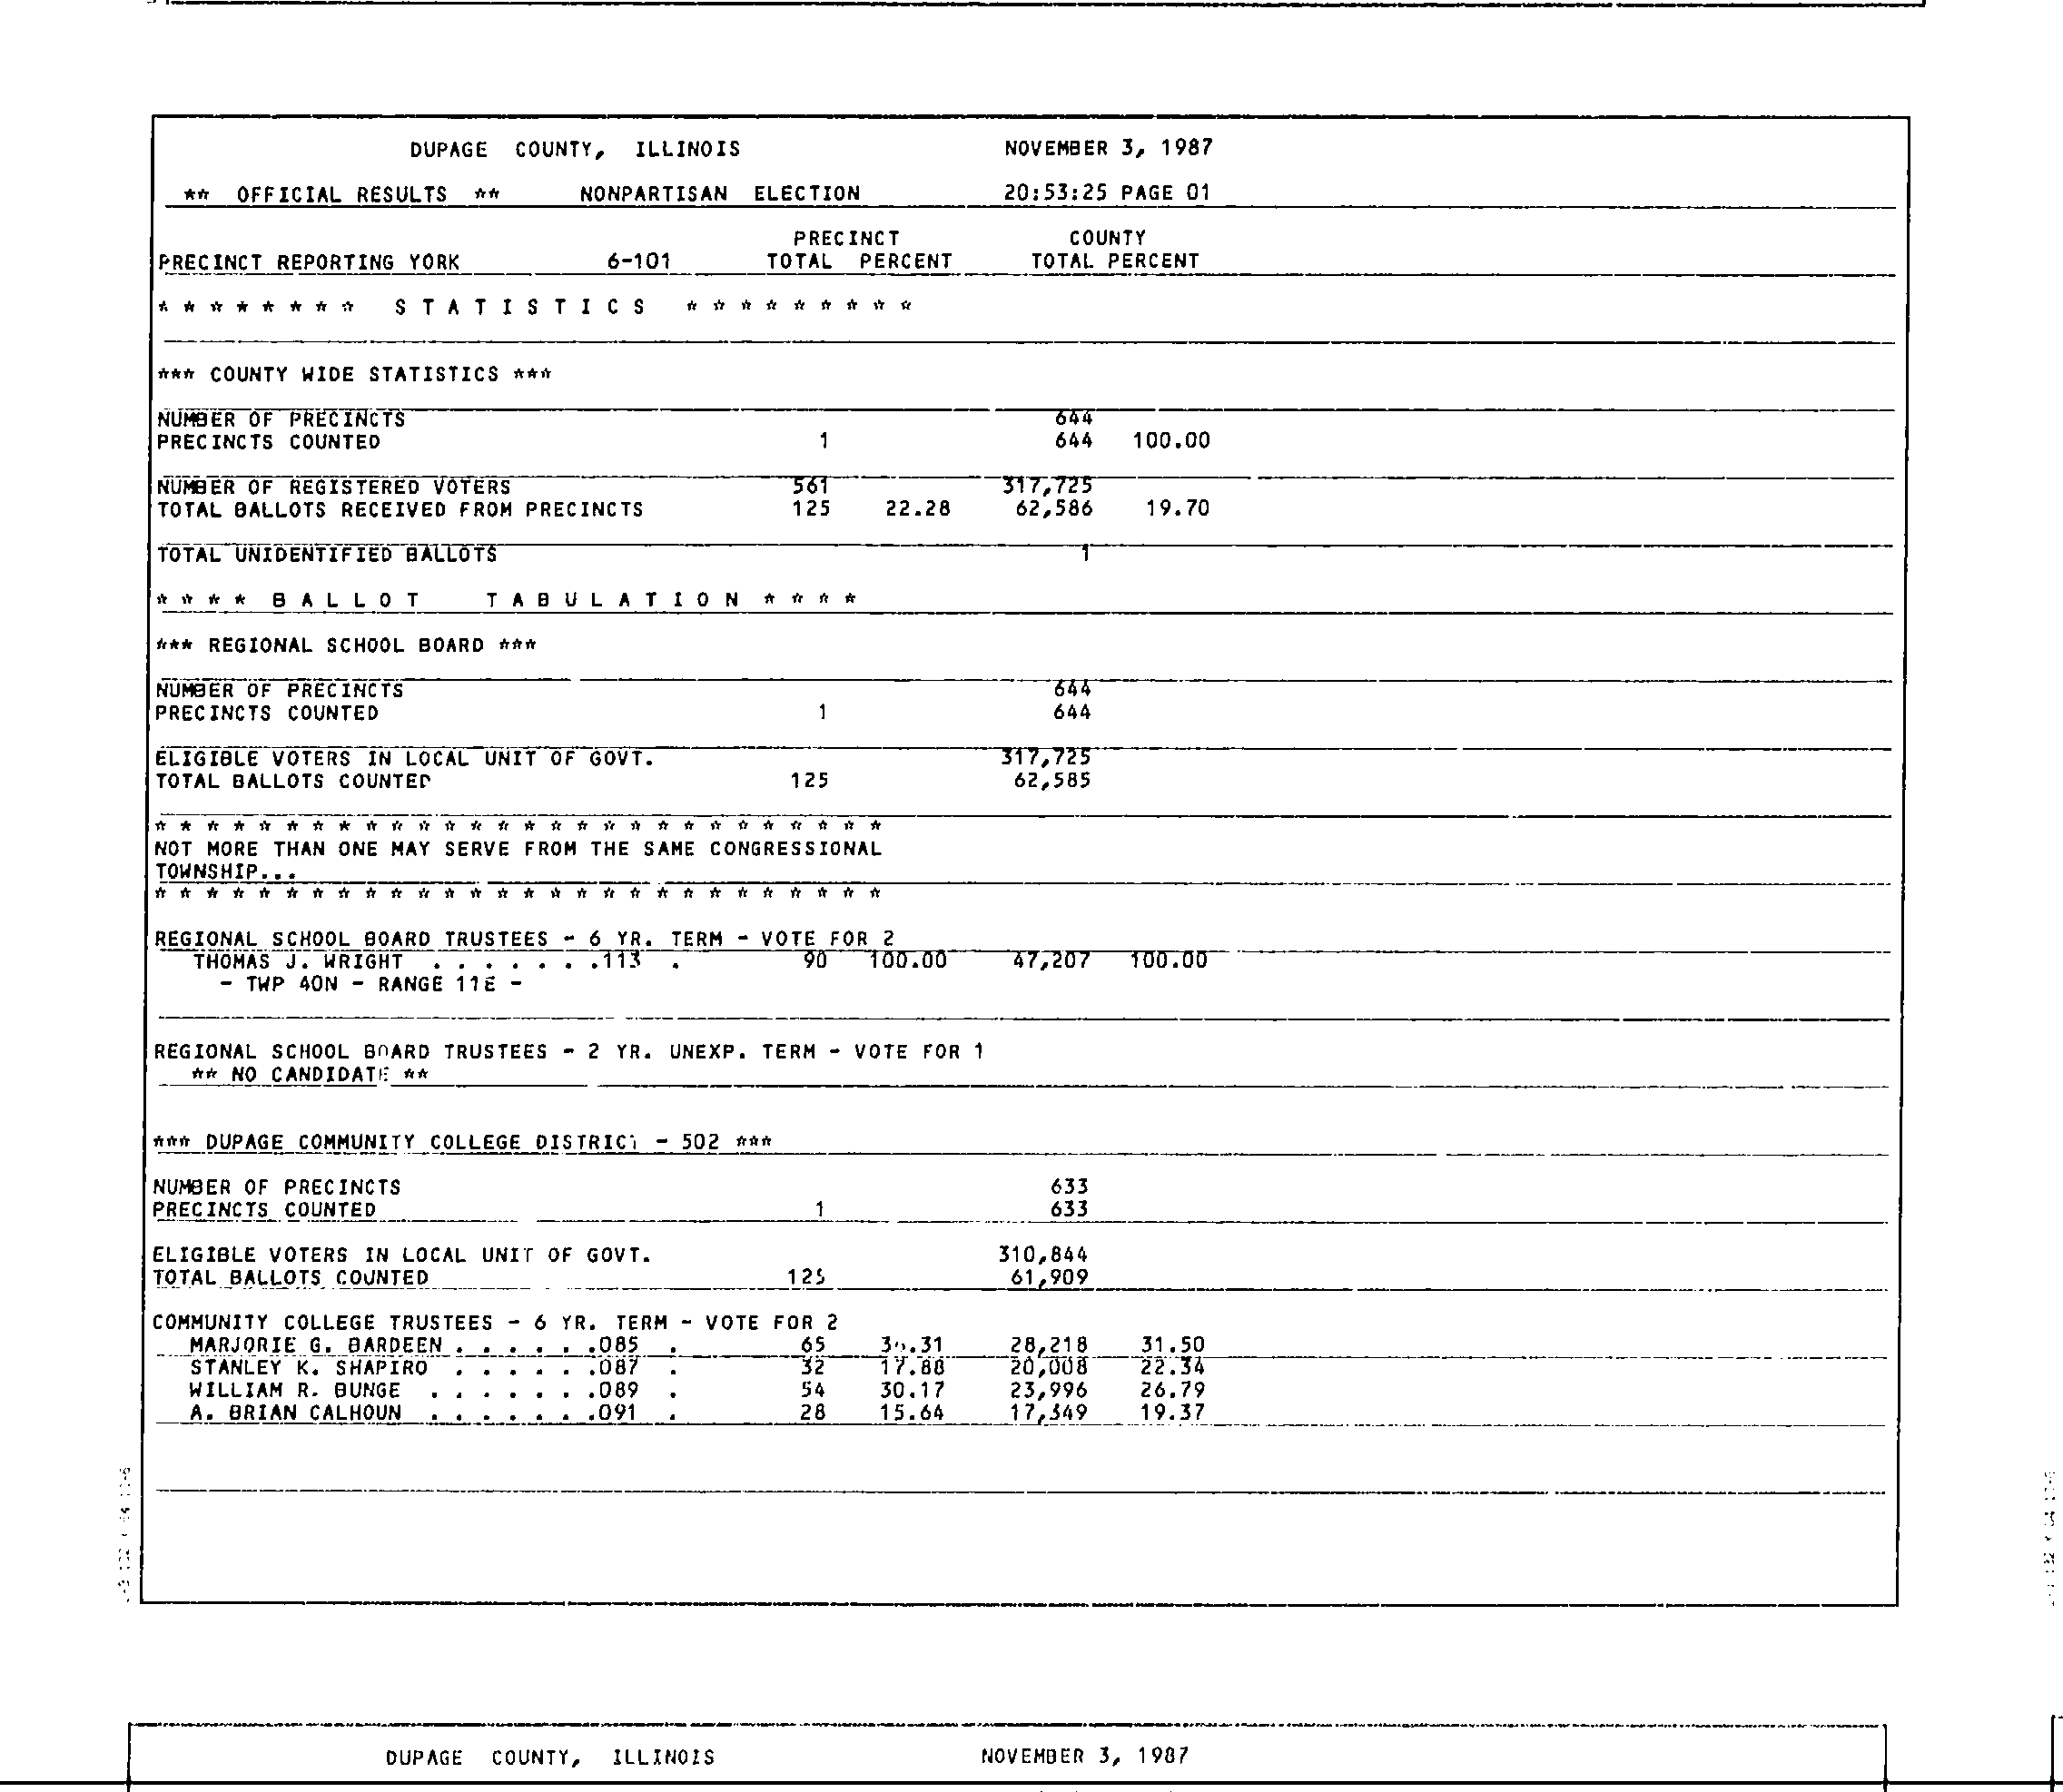 DUPAGE COUNTY, ILLINOIS NOVEMBER 3, 1987
** OFFICIAL RESULTS ** NONPARTISAN ELECTION 20:53:25 PAGE 01
PRECINCT COUNTY
PRECINCT REPORTING YORK 6-101 TOTAL PERCENT TOTAL PERCENT
* * * * * * * * S T A T I S T I C S * * * * * * * * *
*** COUNTY WIDE STATISTICS ***
NUMBER OF PRECINCTS 644
PRECINCTS COUNTED 1 644 100.00
NUMBER OF REGISTERED VOTERS 561 317,725
TOTAL BALLOTS RECEIVED FROM PRECINCTS 125 22.28 62,586 19.70
TOTAL UNIDENTIFIED BALLOTS 1
* * * * B A L L O T T A B U L A T I O N * * * *
*** REGIONAL SCHOOL BOARD ***
NUMBER OF PRECINCTS 644
PRECINCTS COUNTED 1 644
ELIGIBLE VOTERS IN LOCAL UNIT OF GOVT. 317,725
TOTAL BALLOTS COUNTED 125 62,585
* * * * * * * * * * * * * * * * * * * * * * * * * * * *
NOT MORE THAN ONE MAY SERVE FROM THE SAME CONGRESSIONAL
TOWNSHIP...
* * * * * * * * * * * * * * * * * * * * * * * * * * * *
REGIONAL SCHOOL BOARD TRUSTEES - 6 YR. TERM - VOTE FOR 2
THOMAS J. WRIGHT . . . . . . .113 . 90 100.00 47,207 100.00
- TWP 40N - RANGE 11E -
REGIONAL SCHOOL BOARD TRUSTEES - 2 YR. UNEXP. TERM - VOTE FOR 1
** NO CANDIDATE **
*** DUPAGE COMMUNITY COLLEGE DISTRICT - 502 ***
NUMBER OF PRECINCTS 633
PRECINCTS COUNTED 1 633
ELIGIBLE VOTERS IN LOCAL UNIT OF GOVT. 310,844
TOTAL BALLOTS COUNTED 125 61,909
COMMUNITY COLLEGE TRUSTEES - 6 YR. TERM - VOTE FOR 2
MARJORIE G. BARDEEN . . . . . .085 . 65 36.31 28,218 31.50
STANLEY K. SHAPIRO . . . . . .087 . 32 17.88 20,008 22.34
WILLIAM R. BUNGE . . . . . . .089 . 54 30.17 23,996 26.79
A. BRIAN CALHOUN . . . . . . .091 . 28 15.64 17,349 19.37
DUPAGE COUNTY, ILLINOIS NOVEMBER 3, 1987